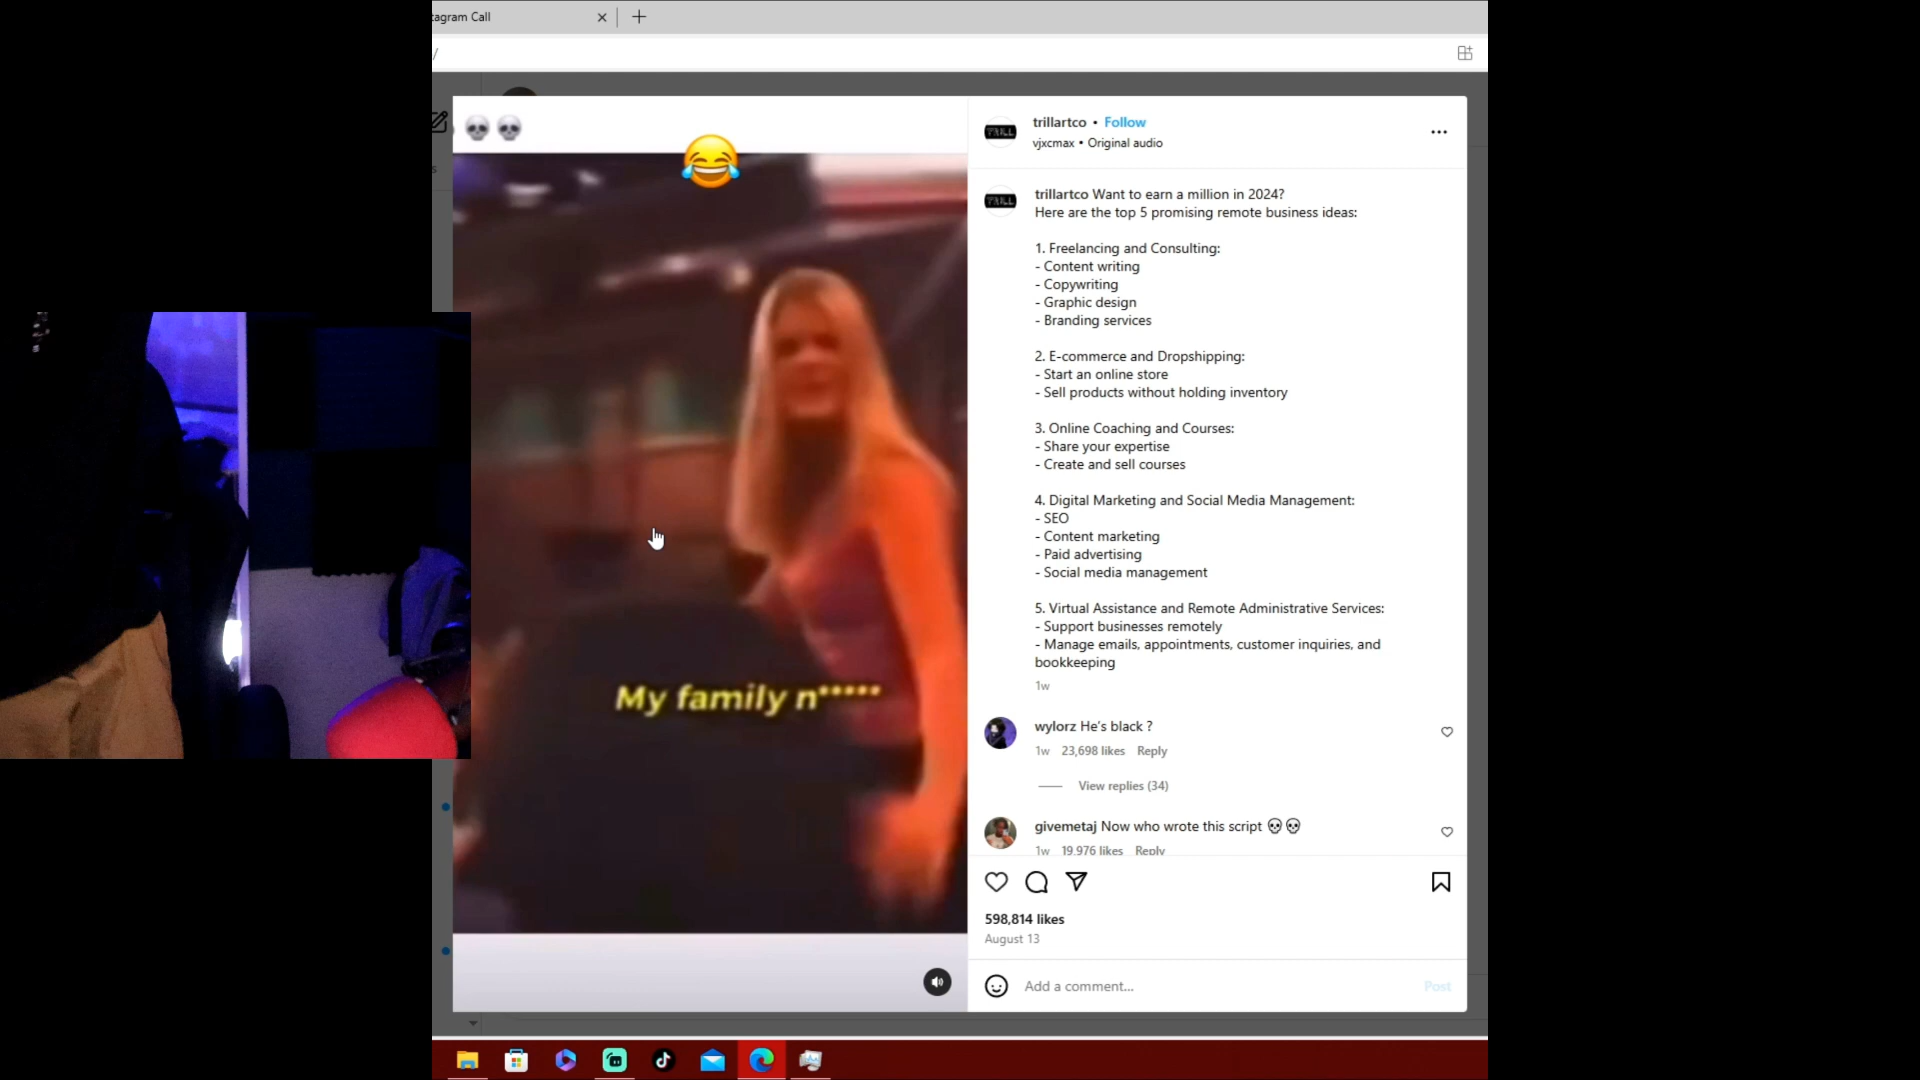 tagram Call
/
TRILL
trillartco • Follow
vjxcmax • Original audio
TRILL
trillartco Want to earn a million in 2024?
Here are the top 5 promising remote business ideas:
1. Freelancing and Consulting:
- Content writing
- Copywriting
- Graphic design
- Branding services
2. E-commerce and Dropshipping:
- Start an online store
- Sell products without holding inventory
3. Online Coaching and Courses:
- Share your expertise
- Create and sell courses
4. Digital Marketing and Social Media Management:
- SEO
- Content marketing
- Paid advertising
- Social media management
5. Virtual Assistance and Remote Administrative Services:
- Support businesses remotely
- Manage emails, appointments, customer inquiries, and
bookkeeping
1w
My family n*****
wylorz He's black ?
1w 23,698 likes Reply
View replies (34)
givemetaj Now who wrote this script 💀💀
1w 19,976 likes Reply
598,814 likes
August 13
Add a comment...
Post